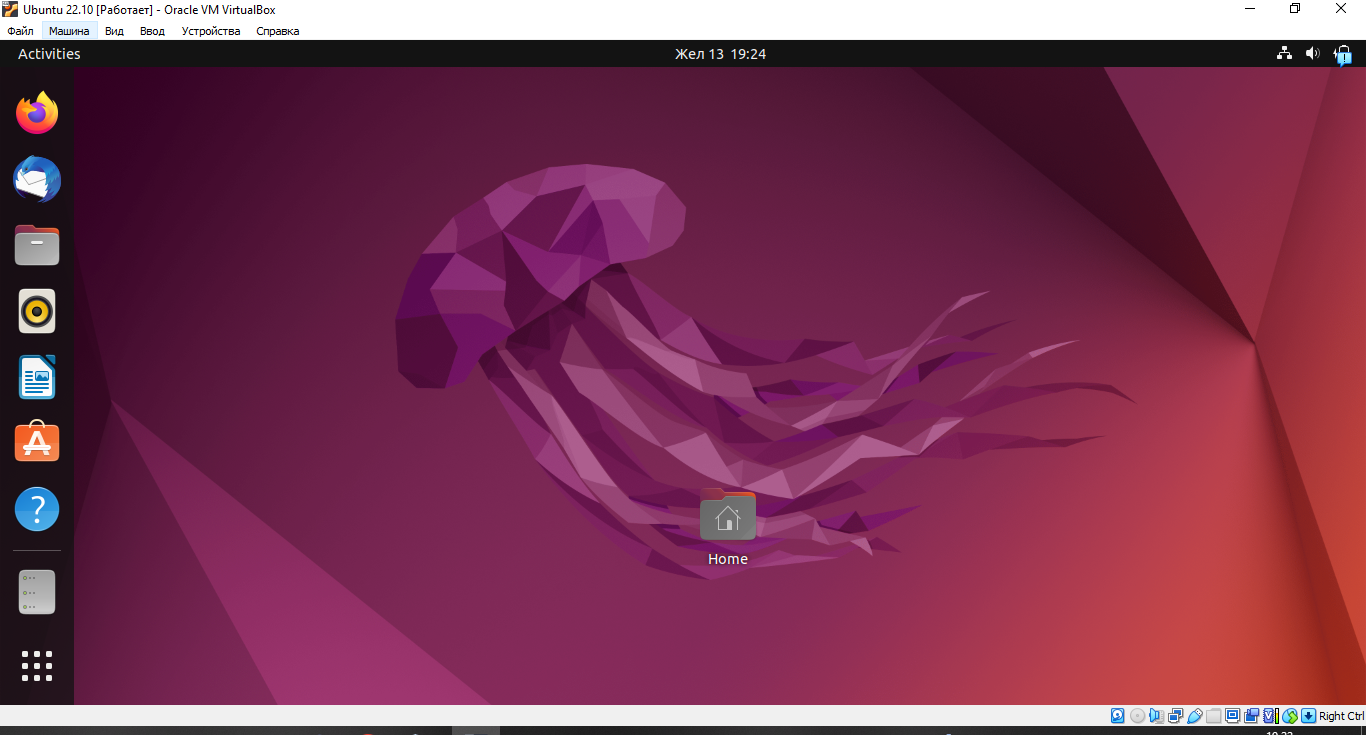 Ubuntu 22.10 [Работает] - Oracle VM VirtualBox
Файл Машина Вид Ввод Устройства Справка
Activities Жел 13 19:24
Home
Right Ctrl